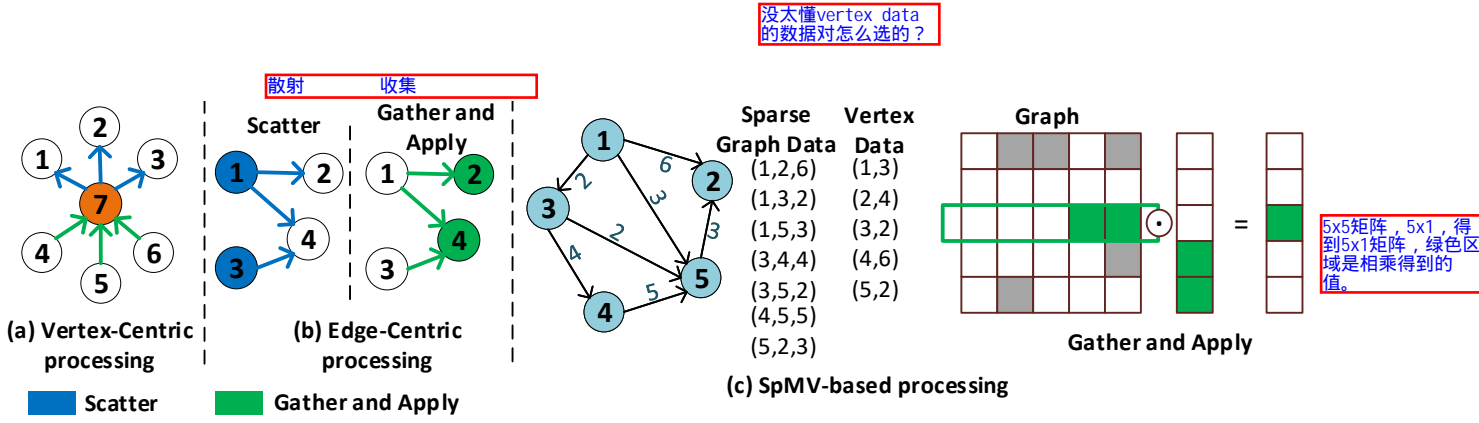 没太懂vertex data
的数据对怎么选的？
散射 收集
2
1
3
7
4
6
5
(a) Vertex-Centric
processing
Scatter
1
2
4
3
Gather and
Apply
1
2
4
3
(b) Edge-Centric
processing
1
6
2
2
3
3
2
3
4
5
5
4
Sparse
Graph Data
(1,2,6)
(1,3,2)
(1,5,3)
(3,4,4)
(3,5,2)
(4,5,5)
(5,2,3)
Vertex
Data
(1,3)
(2,4)
(3,2)
(4,6)
(5,2)
Graph
=
Gather and Apply
(c) SpMV-based processing
5x5矩阵，5x1，得
到5x1矩阵，绿色区
域是相乘得到的
值。
Scatter
Gather and Apply